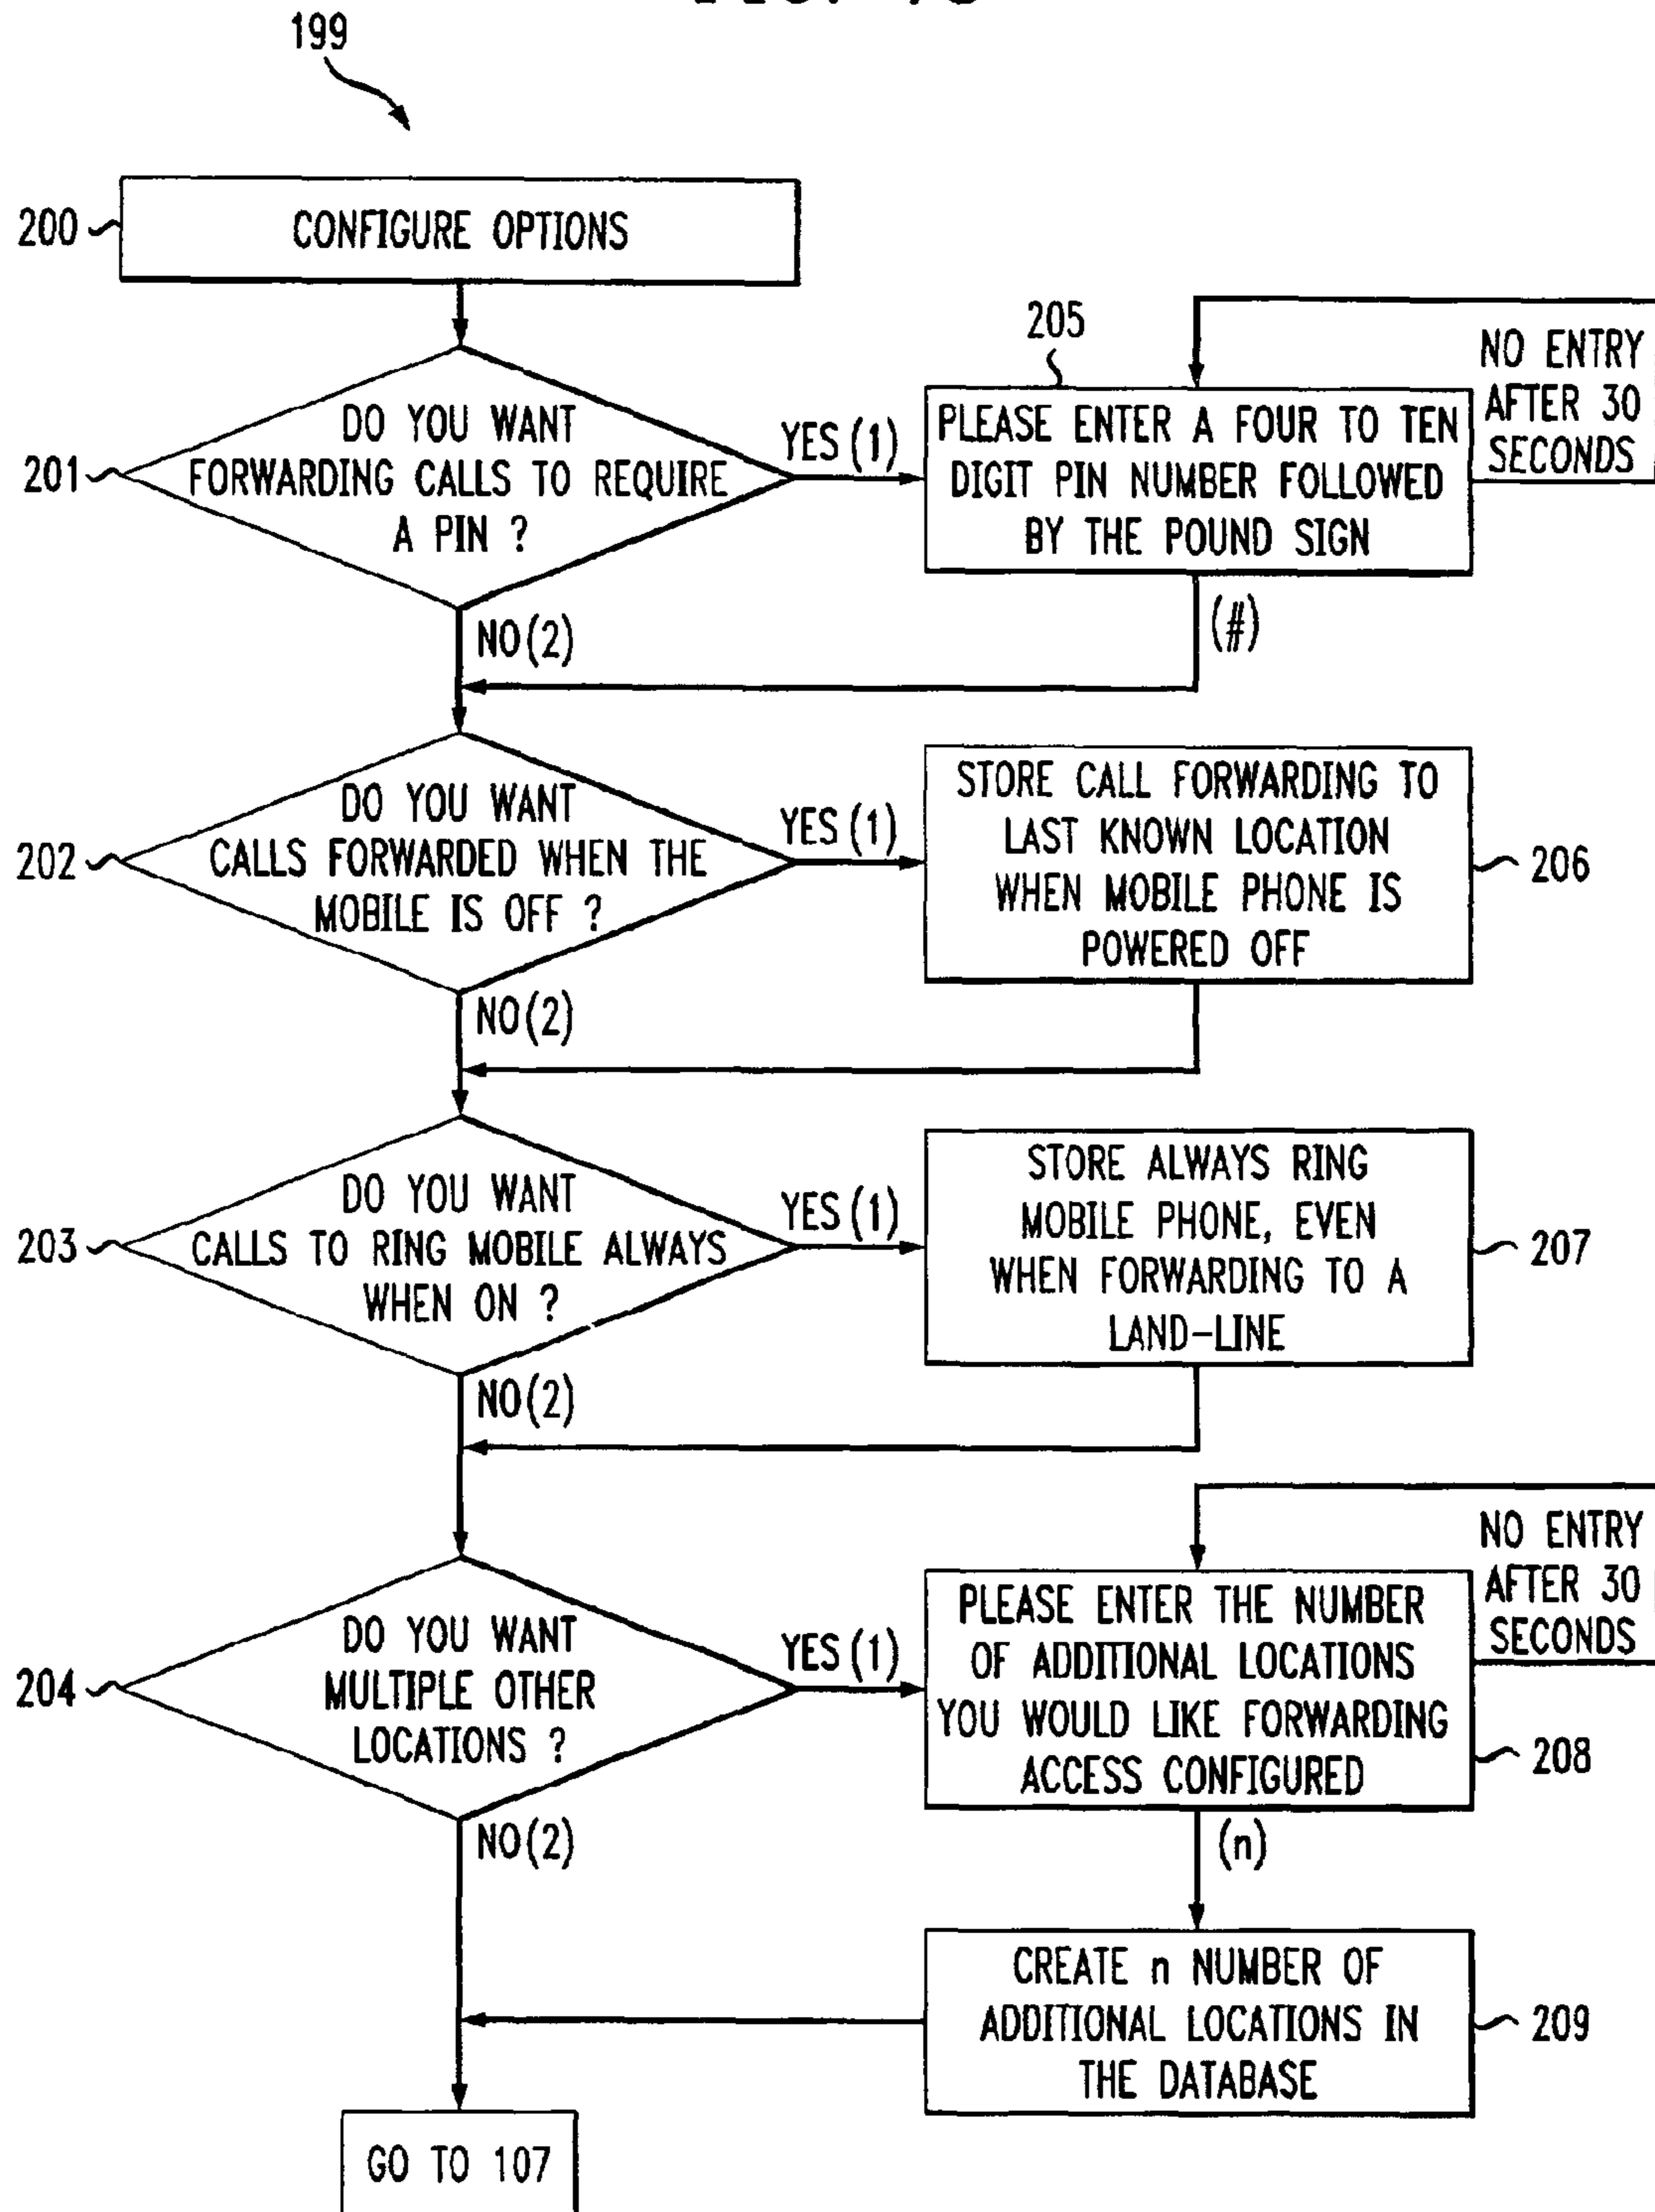 199
200
CONFIGURE OPTIONS
201
DO YOU WANT
FORWARDING CALLS TO REQUIRE
A PIN ?
YES (1)
NO (2)
205
PLEASE ENTER A FOUR TO TEN
DIGIT PIN NUMBER FOLLOWED
BY THE POUND SIGN
NO ENTRY
AFTER 30
SECONDS
(#)
202
DO YOU WANT
CALLS FORWARDED WHEN THE
MOBILE IS OFF ?
YES (1)
NO (2)
STORE CALL FORWARDING TO
LAST KNOWN LOCATION
WHEN MOBILE PHONE IS
POWERED OFF
206
203
DO YOU WANT
CALLS TO RING MOBILE ALWAYS
WHEN ON ?
YES (1)
NO (2)
STORE ALWAYS RING
MOBILE PHONE, EVEN
WHEN FORWARDING TO A
LAND-LINE
207
204
DO YOU WANT
MULTIPLE OTHER
LOCATIONS ?
YES (1)
NO (2)
PLEASE ENTER THE NUMBER
OF ADDITIONAL LOCATIONS
YOU WOULD LIKE FORWARDING
ACCESS CONFIGURED
208
NO ENTRY
AFTER 30
SECONDS
(n)
CREATE n NUMBER OF
ADDITIONAL LOCATIONS IN
THE DATABASE
209
GO TO 107